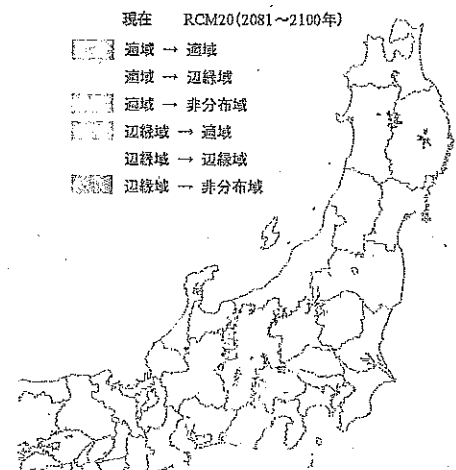 現在 RCM20(2081～2100年)
適域 → 適域
適域 → 辺縁域
適域 → 非分布域
辺縁域 → 適域
辺縁域 → 辺縁域
辺縁域 → 非分布域